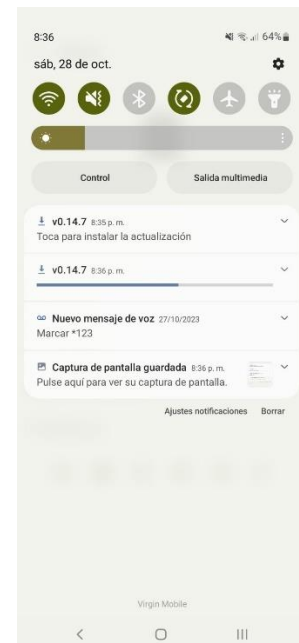 8:36 64%
sáb, 28 de oct.
Control Salida multimedia
v0.14.7 8:35 p. m.
Toca para instalar la actualización
v0.14.7 8:36 p. m.
Nuevo mensaje de voz 27/10/2023
Marcar *123
Captura de pantalla guardada 8:36 p. m.
Pulse aquí para ver su captura de pantalla.
Ajustes notificaciones Borrar
Virgin Mobile